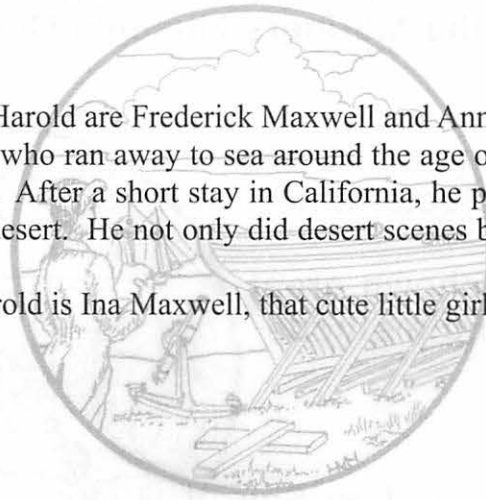 Harold are Frederick Maxwell and Ann
who ran away to sea around the age o
After a short stay in California, he p
desert. He not only did desert scenes b
rold is Ina Maxwell, that cute little girl